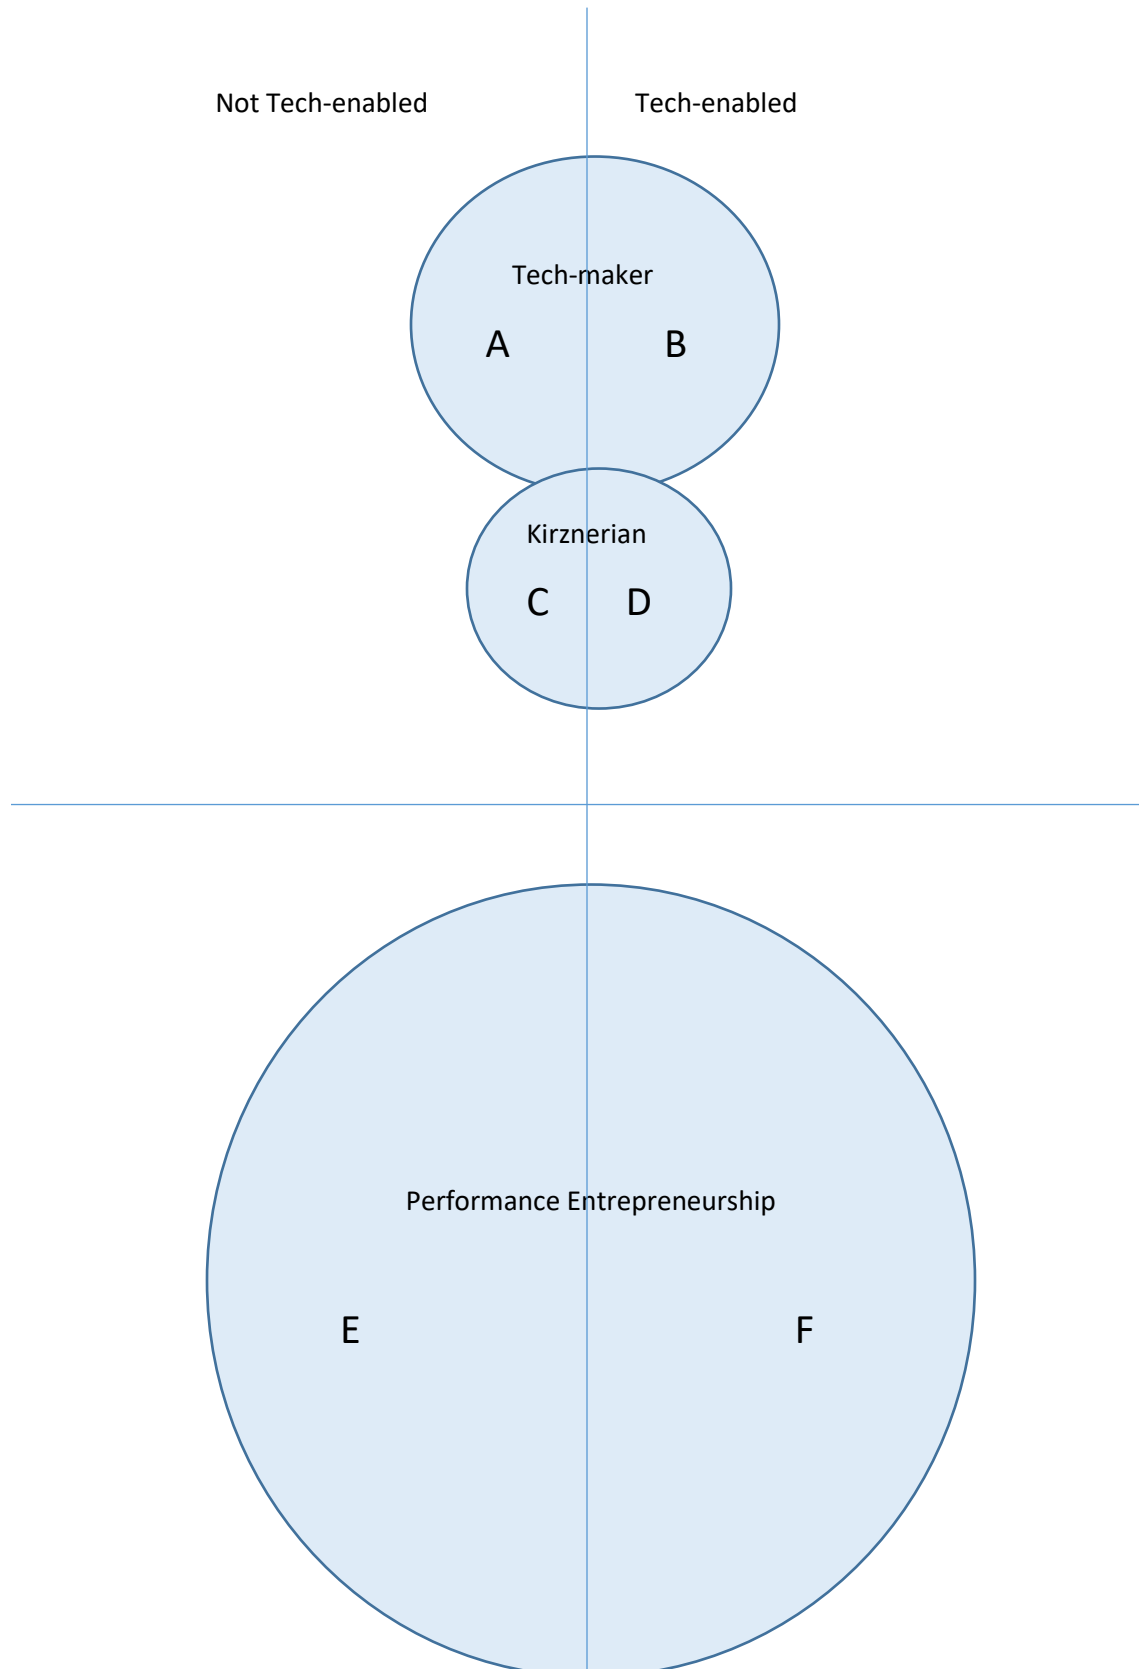 Not Tech-enabled
Tech-enabled
Tech-maker
A
B
Kirznerian
C
D
Performance Entrepreneurship
E
F